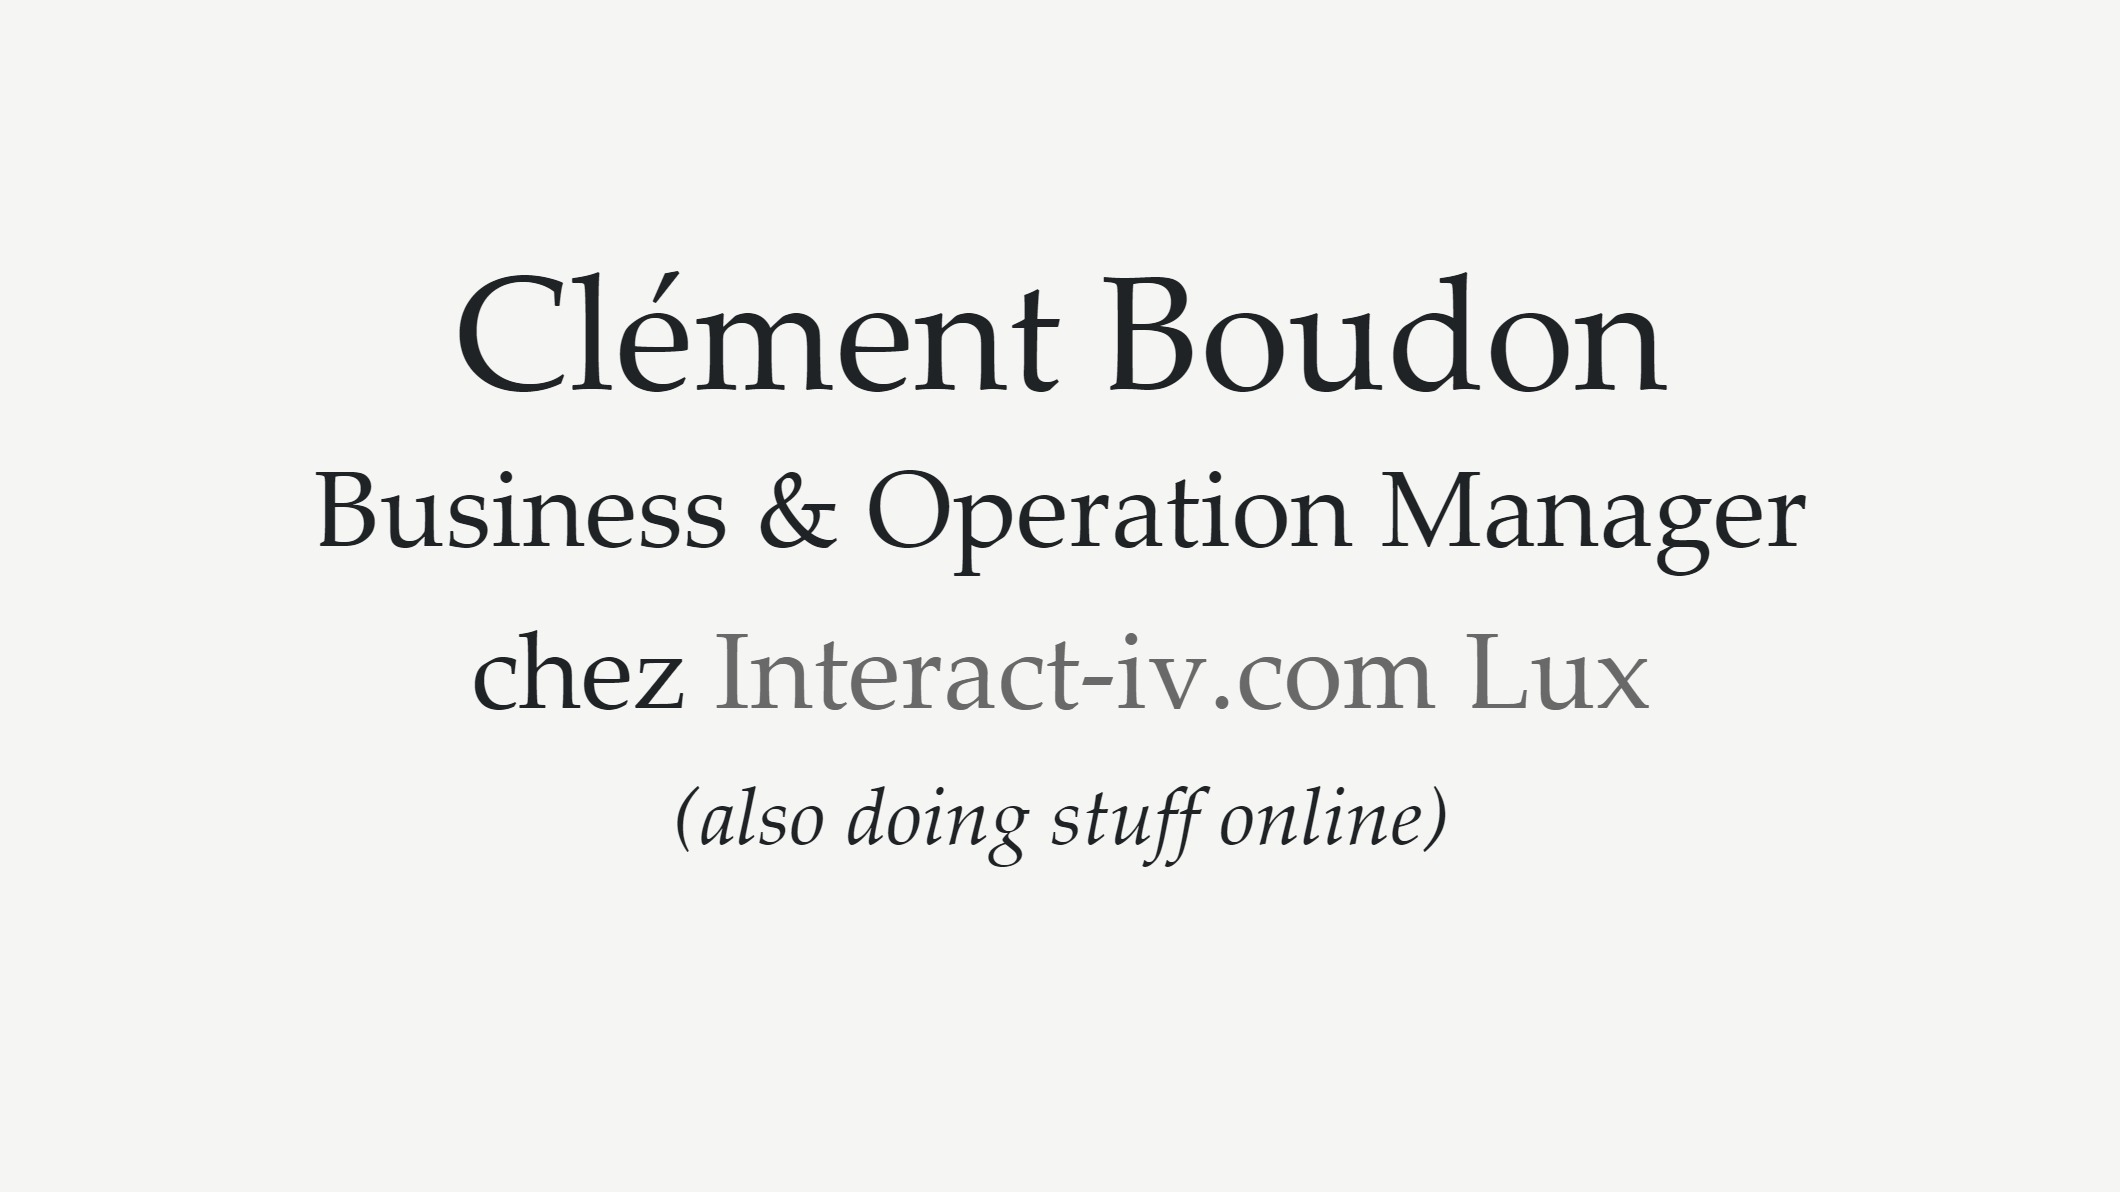 Clément Boudon
Business & Operation Manager
chez Interact-iv.com Lux
(also doing stuff online)